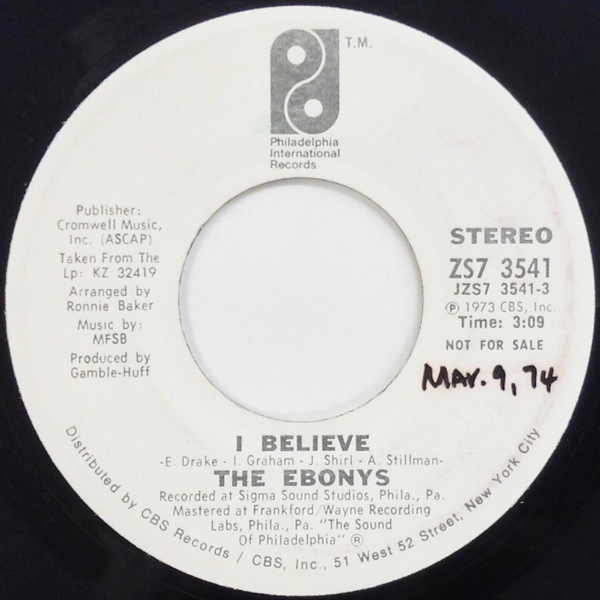 T.M.
Philadelphia
International
Records
Publisher:
Cromwell Music,
Inc. (ASCAP)
Taken From The
Lp: KZ 32419
Arranged by
Ronnie Baker
Music by:
MFSB
Produced by
Gamble-Huff
STEREO
ZS7 3541
JZS7 3541-3
Ⓟ 1973 CBS, Inc.
Time: 3:09
NOT FOR SALE
MAR. 9, 74
I BELIEVE
-E. Drake - I. Graham - J. Shirl - A. Stillman-
THE EBONYS
Recorded at Sigma Sound Studios, Phila., Pa.
Mastered at Frankford/Wayne Recording
Labs, Phila., Pa. "The Sound
Of Philadelphia" ®
Distributed by CBS Records / CBS, Inc., 51 West 52 Street, New York City